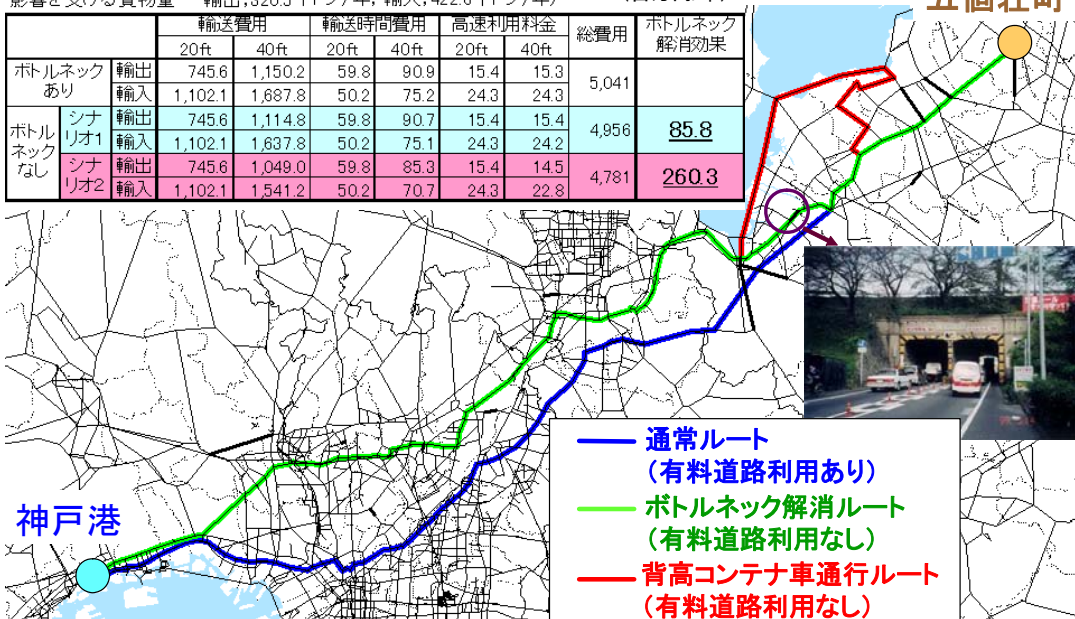 五個荘町
輸送費用 輸送時間費用 高速利用料金 総費用 ボトルネック解消効果
20ft 40ft 20ft 40ft 20ft 40ft
ボトルネックあり 輸出 745.6 1,150.2 59.8 90.9 15.4 15.3 5,041
輸入 1,102.1 1,687.8 50.2 75.2 24.3 24.3
ボトルネックなし シナリオ1 輸出 745.6 1,114.8 59.8 90.7 15.4 15.4 4,956 85.8
輸入 1,102.1 1,637.8 50.2 75.1 24.3 24.2
シナリオ2 輸出 745.6 1,049.0 59.8 85.3 15.4 14.5 4,781 260.3
輸入 1,102.1 1,541.2 50.2 70.7 24.3 22.8
神戸港
通常ルート
(有料道路利用あり)
ボトルネック解消ルート
(有料道路利用なし)
背高コンテナ車通行ルート
(有料道路利用なし)